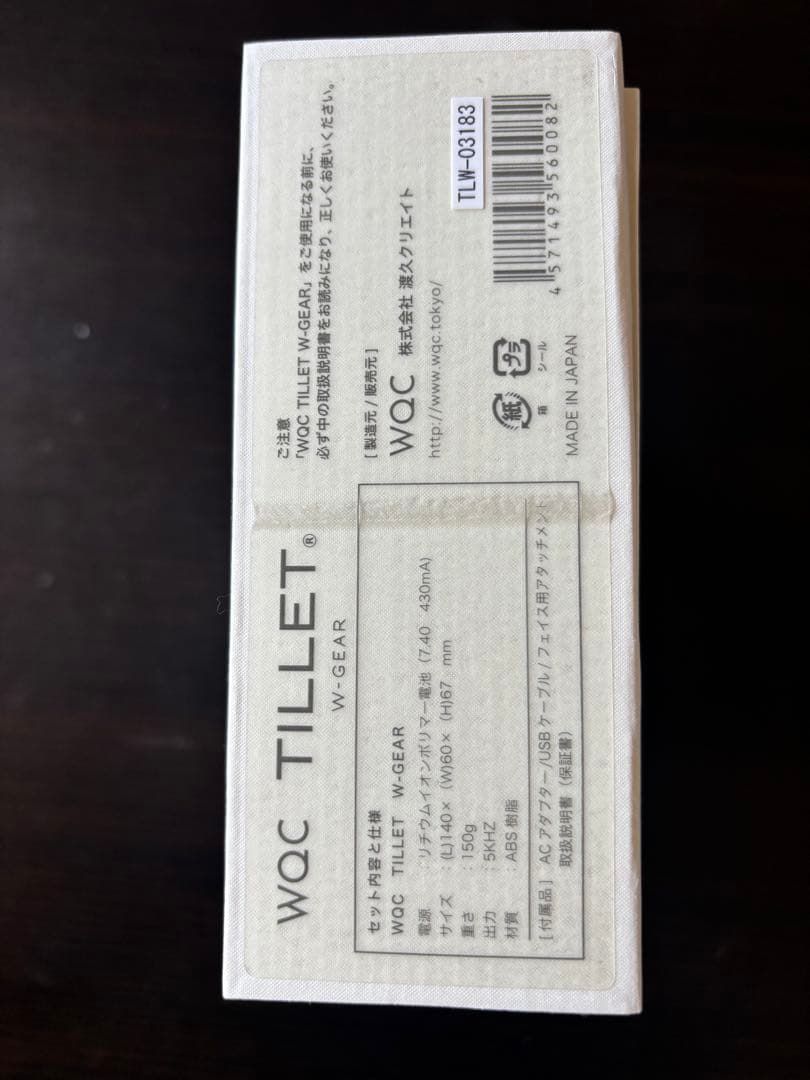 WQC TILLET®
W-GEAR
セット内容と仕様
WQC TILLET W-GEAR
電源 :リチウムイオンポリマー電池(7.40 430mA)
サイズ :(L)140×(W)60×(H)67 mm
重さ :150g
出力 :5KHZ
材質 :ABS樹脂
[付属品] ACアダプター/USBケーブル/フェイス用アタッチメント
取扱説明書(保証書)
ご注意
「WQC TILLET W-GEAR」をご使用になる前に、
必ず中の取扱説明書をお読みになり、正しくお使いください。
[製造元/販売元]
WQC 株式会社 渡久クリエイト
http://www.wqc.tokyo/
紙 プラ
箱 シール
MADE IN JAPAN
TLW-03183
4571493560082